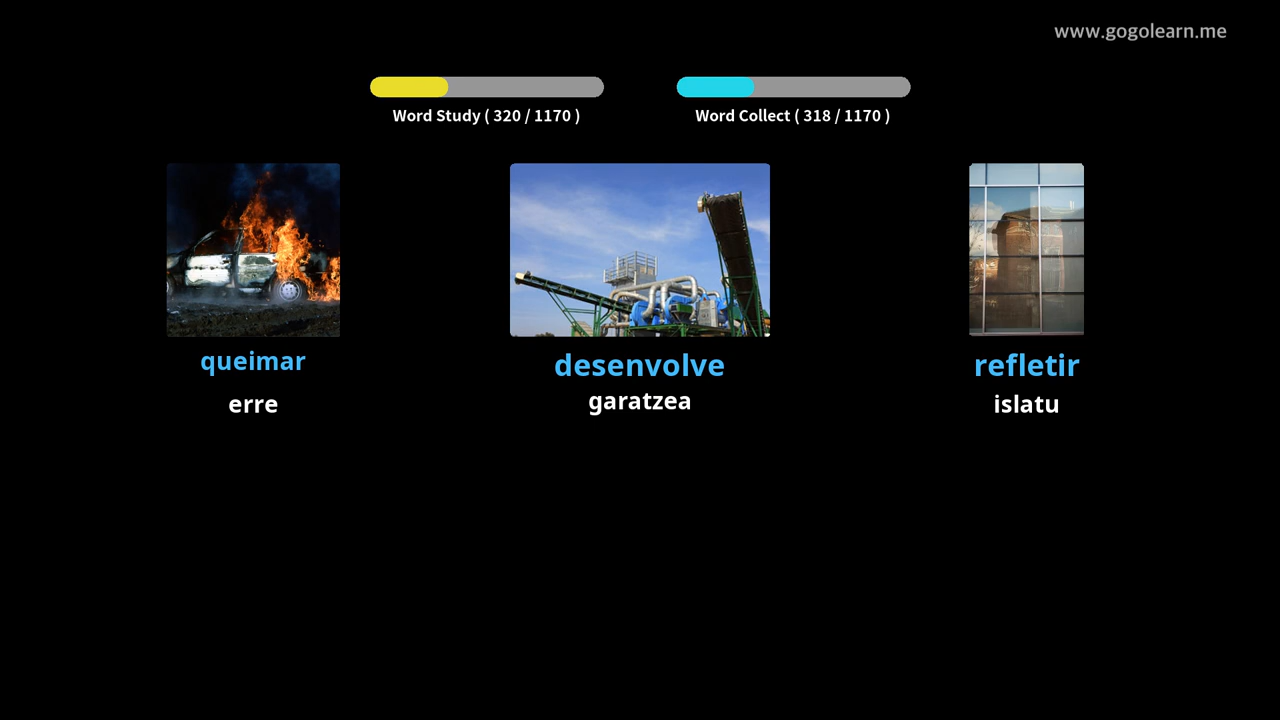 www.gogolearn.me
Word Study ( 320 / 1170 )
Word Collect ( 318 / 1170 )
queimar
erre
desenvolve
garatzea
refletir
islatu